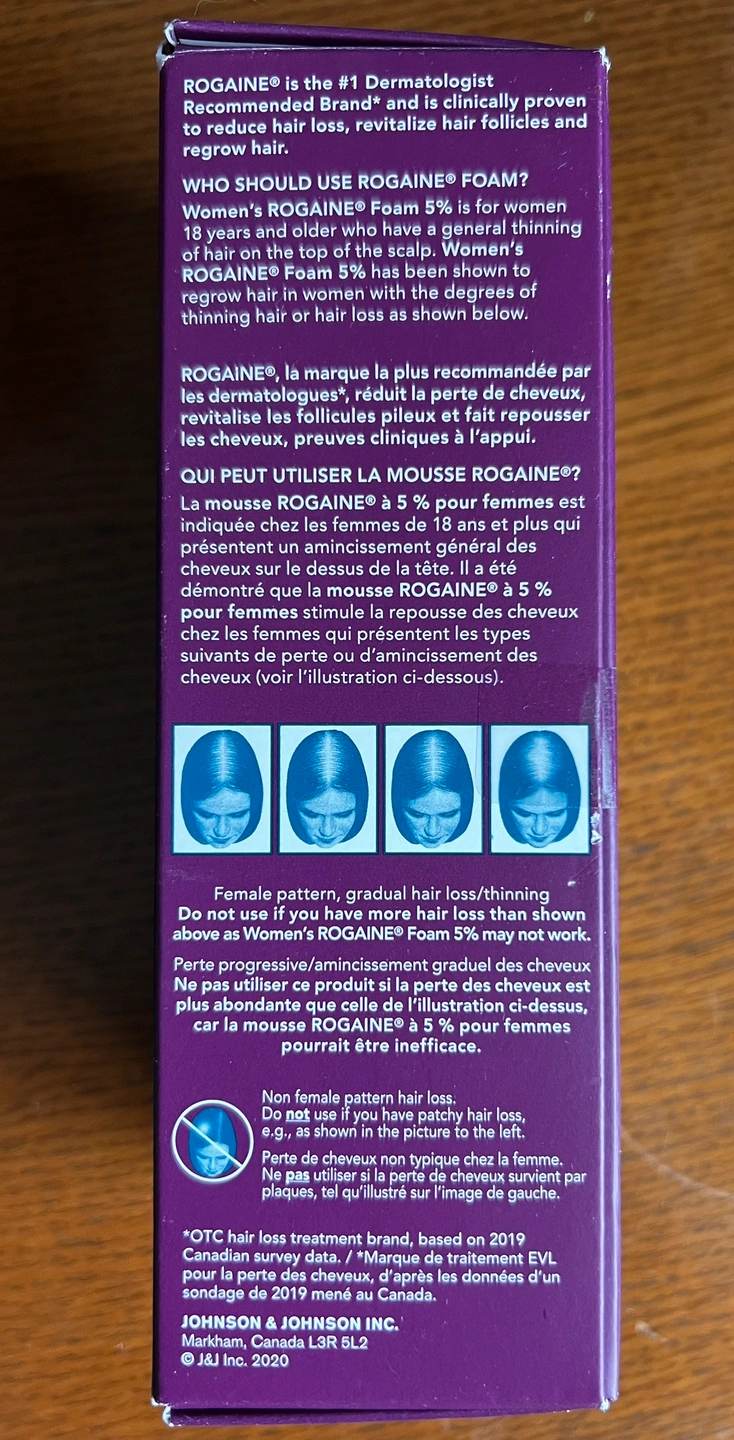 ROGAINE® is the #1 Dermatologist
Recommended Brand* and is clinically proven
to reduce hair loss, revitalize hair follicles and
regrow hair.
WHO SHOULD USE ROGAINE® FOAM?
Women's ROGAINE® Foam 5% is for women
18 years and older who have a general thinning
of hair on the top of the scalp. Women's
ROGAINE® Foam 5% has been shown to
regrow hair in women with the degrees of
thinning hair or hair loss as shown below.
ROGAINE®, la marque la plus recommandée par
les dermatologues*, réduit la perte de cheveux,
revitalise les follicules pileux et fait repousser
les cheveux, preuves cliniques à l'appui.
QUI PEUT UTILISER LA MOUSSE ROGAINE®?
La mousse ROGAINE® à 5 % pour femmes est
indiquée chez les femmes de 18 ans et plus qui
présentent un amincissement général des
cheveux sur le dessus de la tête. Il a été
démontré que la mousse ROGAINE® à 5 %
pour femmes stimule la repousse des cheveux
chez les femmes qui présentent les types
suivants de perte ou d'amincissement des
cheveux (voir l'illustration ci-dessous).
Female pattern, gradual hair loss/thinning
Do not use if you have more hair loss than shown
above as Women's ROGAINE® Foam 5% may not work.
Perte progressive/amincissement graduel des cheveux
Ne pas utiliser ce produit si la perte des cheveux est
plus abondante que celle de l'illustration ci-dessus,
car la mousse ROGAINE® à 5 % pour femmes
pourrait être inefficace.
Non female pattern hair loss.
Do not use if you have patchy hair loss,
e.g., as shown in the picture to the left.
Perte de cheveux non typique chez la femme.
Ne pas utiliser si la perte de cheveux survient par
plaques, tel qu'illustré sur l'image de gauche.
*OTC hair loss treatment brand, based on 2019
Canadian survey data. / *Marque de traitement EVL
pour la perte des cheveux, d'après les données d'un
sondage de 2019 mené au Canada.
JOHNSON & JOHNSON INC.
Markham, Canada L3R 5L2
© J&J Inc. 2020